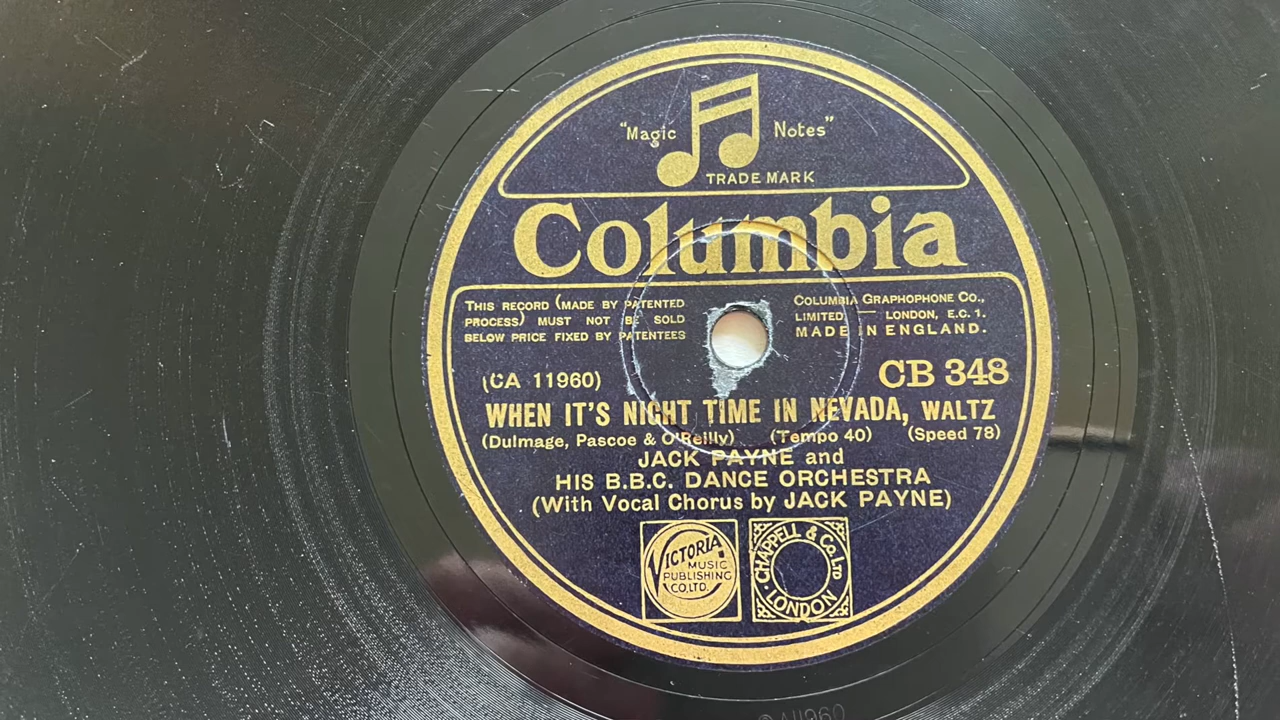 "Magic Notes"
TRADE MARK
Columbia
THIS RECORD (MADE BY PATENTED
PROCESS) MUST NOT BE SOLD
BELOW PRICE FIXED BY PATENTEES
COLUMBIA GRAPHOPHONE CO.,
LIMITED — LONDON, E.C. 1.
MADE IN ENGLAND.
(CA 11960)
CB 348
WHEN IT'S NIGHT TIME IN NEVADA, WALTZ
(Dulmage, Pascoe & O'Reilly) (Tempo 40) (Speed 78)
JACK PAYNE and
HIS B.B.C. DANCE ORCHESTRA
(With Vocal Chorus by JACK PAYNE)
VICTORIA
MUSIC
PUBLISHING
CO. LTD.
CHAPPELL & CO. LTD
LONDON
CA11960